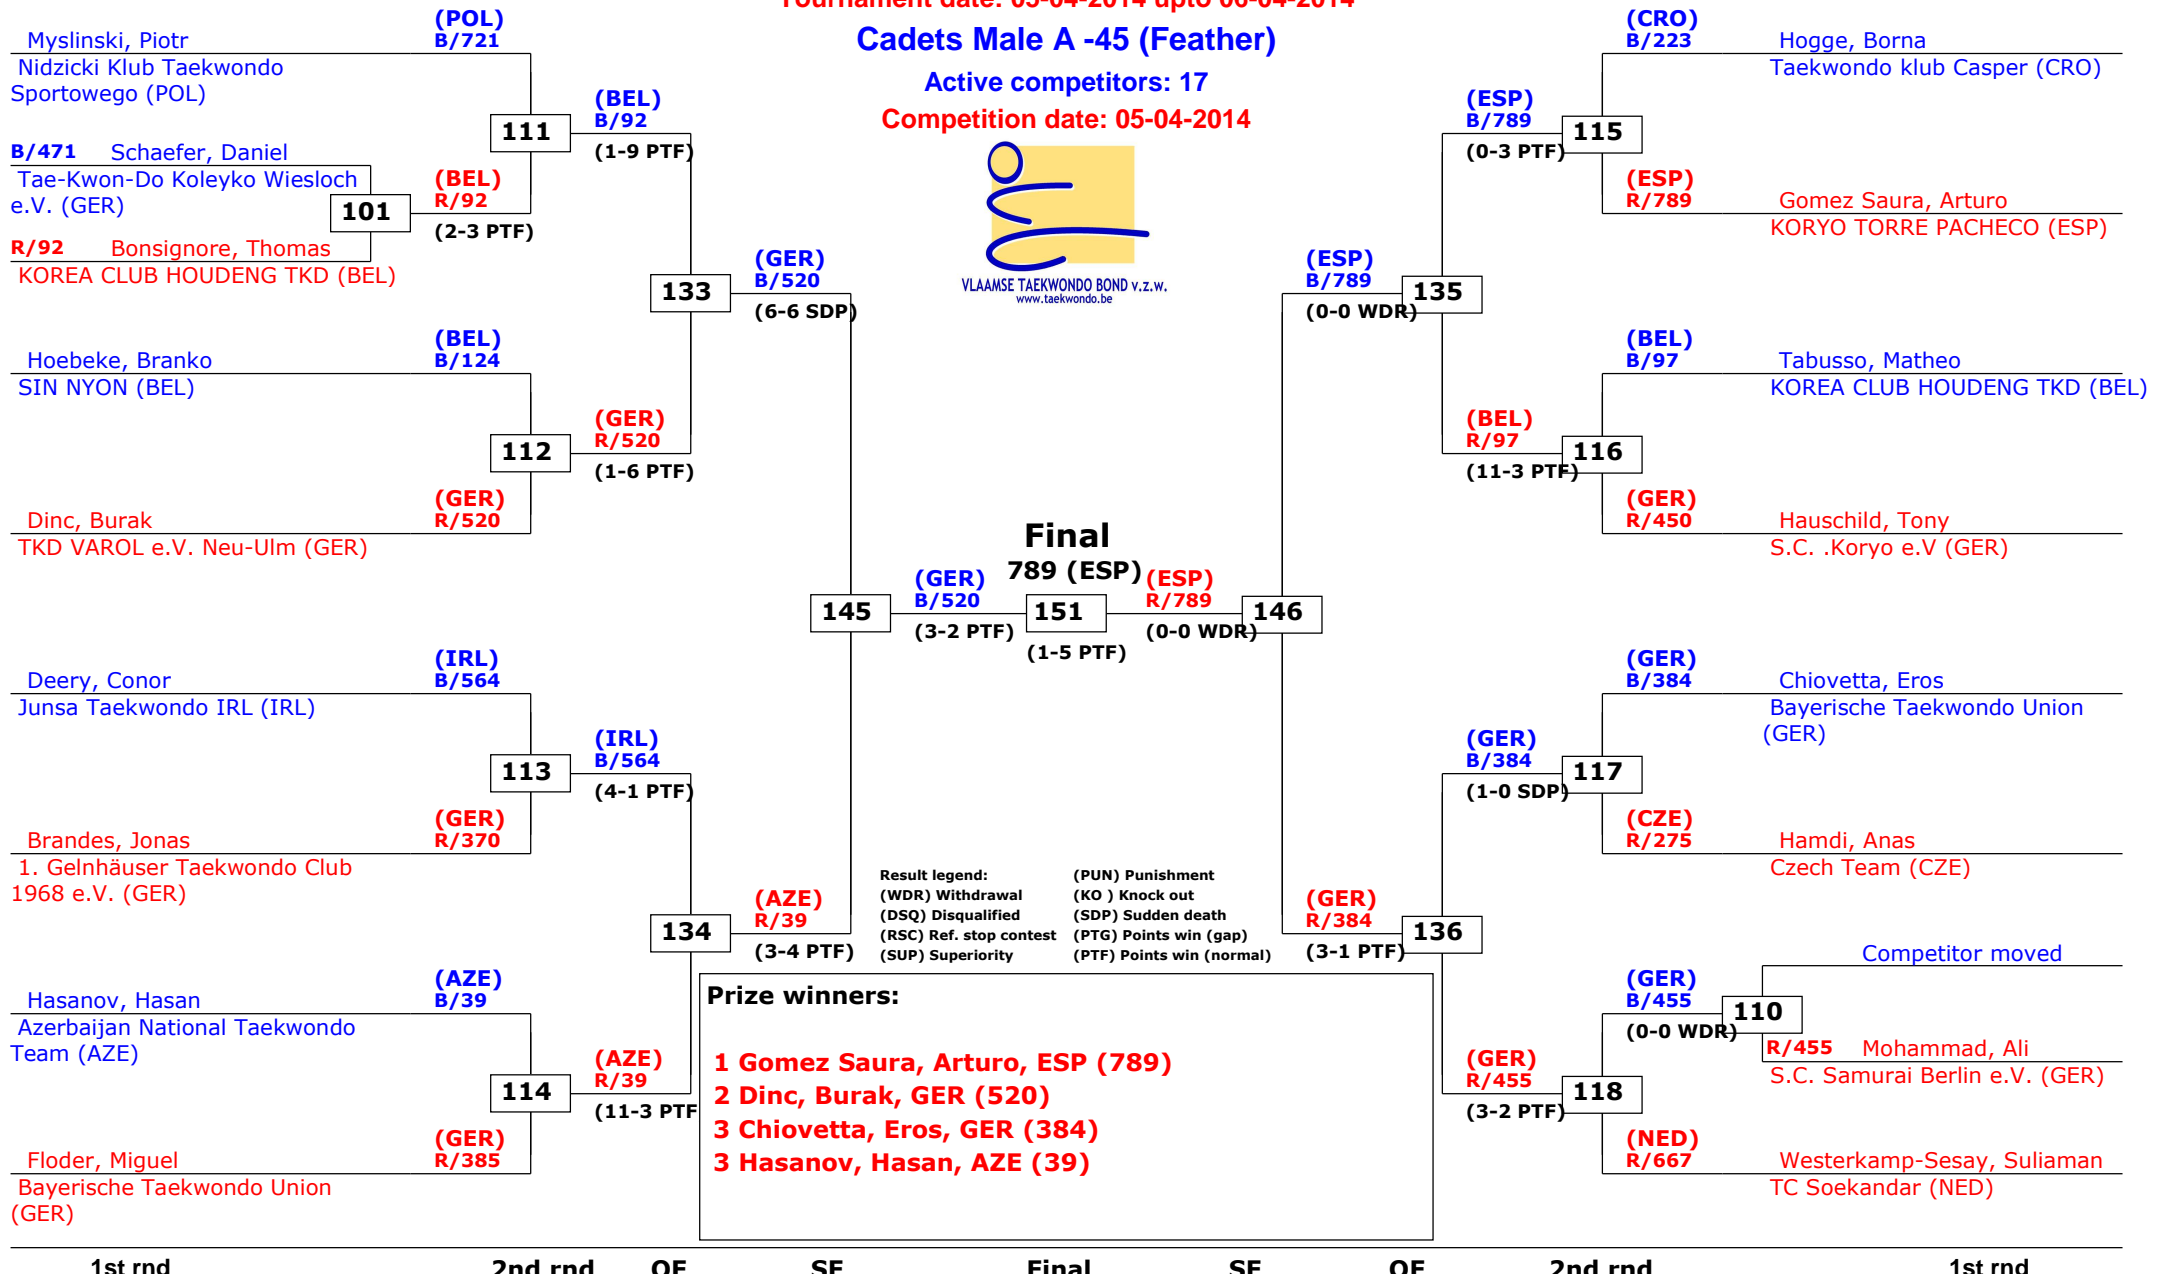 Tournament date: 05-04-2014 upto 06-04-2014
Cadets Male A -45 (Feather)
Active competitors: 17
Competition date: 05-04-2014
VLAAMSE TAEKWONDO BOND v.z.w.
www.taekwondo.be
(POL)
Myslinski, Piotr B/721
Nidzicki Klub Taekwondo
Sportowego (POL)
111
(BEL)
B/92
(1-9 PTF)
B/471 Schaefer, Daniel
Tae-Kwon-Do Koleyko Wiesloch
e.V. (GER)
101
(BEL)
R/92
(2-3 PTF)
R/92 Bonsignore, Thomas
KOREA CLUB HOUDENG TKD (BEL)
133
(GER)
B/520
(6-6 SDP)
(BEL)
Hoebeke, Branko B/124
SIN NYON (BEL)
112
(GER)
R/520
(1-6 PTF)
(GER)
Dinc, Burak R/520
TKD VAROL e.V. Neu-Ulm (GER)
145
(GER)
B/520
(3-2 PTF)
(IRL)
Deery, Conor B/564
Junsa Taekwondo IRL (IRL)
113
(IRL)
B/564
(4-1 PTF)
(GER)
Brandes, Jonas R/370
1. Gelnhäuser Taekwondo Club
1968 e.V. (GER)
134
(AZE)
R/39
(3-4 PTF)
(AZE)
Hasanov, Hasan B/39
Azerbaijan National Taekwondo
Team (AZE)
114
(AZE)
R/39
(11-3 PTF
(GER)
Floder, Miguel R/385
Bayerische Taekwondo Union
(GER)
Final
789 (ESP)
151
(1-5 PTF)
(ESP)
R/789
(0-0 WDR)
146
(CRO)
B/223 Hogge, Borna
Taekwondo klub Casper (CRO)
(ESP)
B/789
(0-3 PTF)
115
(ESP)
R/789 Gomez Saura, Arturo
KORYO TORRE PACHECO (ESP)
(ESP)
B/789
(0-0 WDR)
135
(BEL)
B/97 Tabusso, Matheo
KOREA CLUB HOUDENG TKD (BEL)
(BEL)
R/97
(11-3 PTF)
116
(GER)
R/450 Hauschild, Tony
S.C. .Koryo e.V (GER)
(GER)
B/384 Chiovetta, Eros
Bayerische Taekwondo Union
(GER)
(GER)
B/384
(1-0 SDP)
117
(CZE)
R/275 Hamdi, Anas
Czech Team (CZE)
(GER)
R/384
(3-1 PTF)
136
Competitor moved
(GER)
B/455
(0-0 WDR)
110
R/455 Mohammad, Ali
S.C. Samurai Berlin e.V. (GER)
(GER)
R/455
(3-2 PTF)
118
(NED)
R/667 Westerkamp-Sesay, Suliaman
TC Soekandar (NED)
Result legend: (PUN) Punishment
(WDR) Withdrawal (KO ) Knock out
(DSQ) Disqualified (SDP) Sudden death
(RSC) Ref. stop contest (PTG) Points win (gap)
(SUP) Superiority (PTF) Points win (normal)
Prize winners:
1 Gomez Saura, Arturo, ESP (789)
2 Dinc, Burak, GER (520)
3 Chiovetta, Eros, GER (384)
3 Hasanov, Hasan, AZE (39)
1st rnd 2nd rnd QF SF Final SF QF 2nd rnd 1st rnd